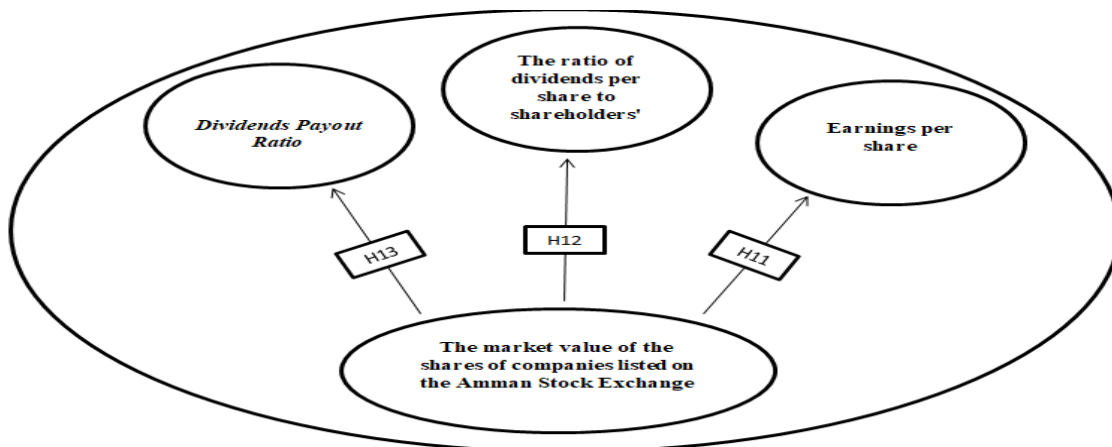 The ratio of
dividends per
share to
shareholders'
Dividends Payout
Ratio
Earnings per
share
H13
H12
H11
The market value of the
shares of companies listed on
the Amman Stock Exchange